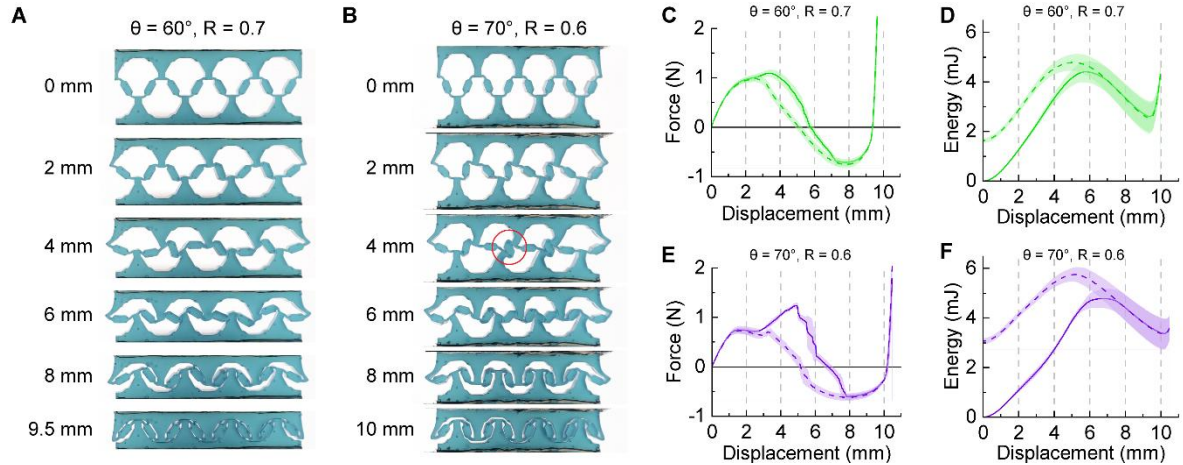 A
θ = 60°, R = 0.7
0 mm
2 mm
4 mm
6 mm
8 mm
9.5 mm
B
θ = 70°, R = 0.6
0 mm
2 mm
4 mm
6 mm
8 mm
10 mm
C
θ = 60°, R = 0.7
Force (N)
2
1
0
-1
0 2 4 6 8 10
Displacement (mm)
D
θ = 60°, R = 0.7
Energy (mJ)
6
4
2
0
0 2 4 6 8 10
Displacement (mm)
E
θ = 70°, R = 0.6
Force (N)
2
1
0
-1
0 2 4 6 8 10
Displacement (mm)
F
θ = 70°, R = 0.6
Energy (mJ)
6
4
2
0
0 2 4 6 8 10
Displacement (mm)